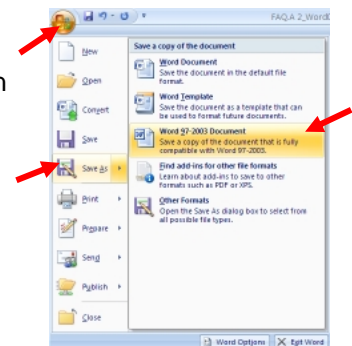 FAQ.A 2_Word
n
New
Open
Convert
Save
Save As
Print
Prepare
Send
Publish
Close
Save a copy of the document
Word Document
Save the document in the default file
format.
Word Template
Save the document as a template that can
be used to format future documents.
Word 97-2003 Document
Save a copy of the document that is fully
compatible with Word 97-2003.
Find add-ins for other file formats
Learn about add-ins to save to other
formats such as PDF or XPS.
Other Formats
Open the Save As dialog box to select from
all possible file types.
Word Options
Exit Word